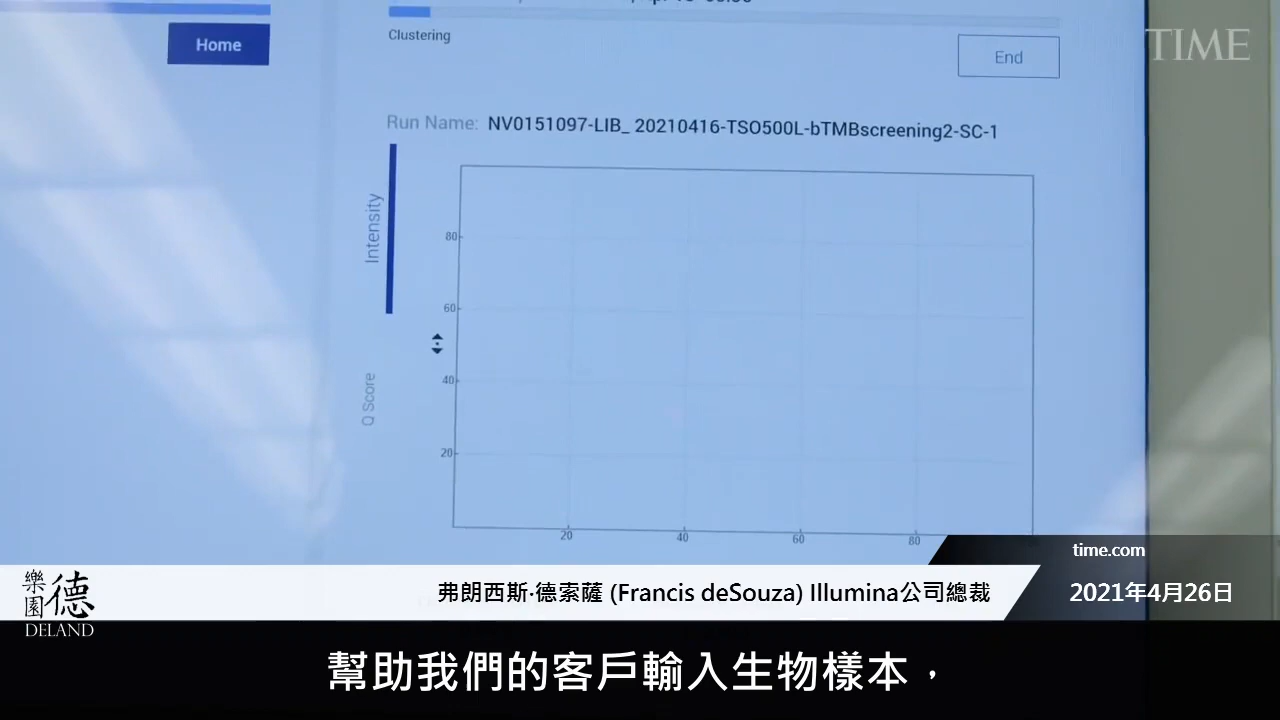 Home
Clustering
End
TIME
Run Name: NV0151097-LIB_ 20210416-TSO500L-bTMBscreening2-SC-1
Intensity
Q Score
80
60
40
20
20
40
60
80
time.com
樂園德
DELAND
弗朗西斯·德索薩 (Francis deSouza) Illumina公司總裁
2021年4月26日
幫助我們的客戶輸入生物樣本，